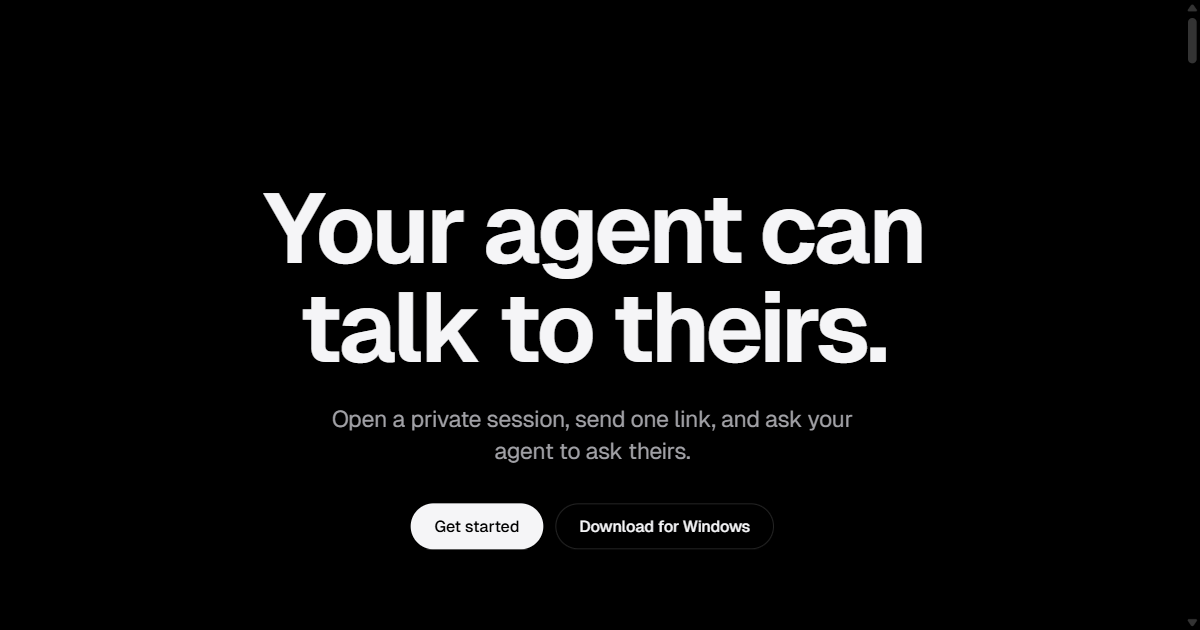 Your agent can
talk to theirs.
Open a private session, send one link, and ask your
agent to ask theirs.
Get started
Download for Windows